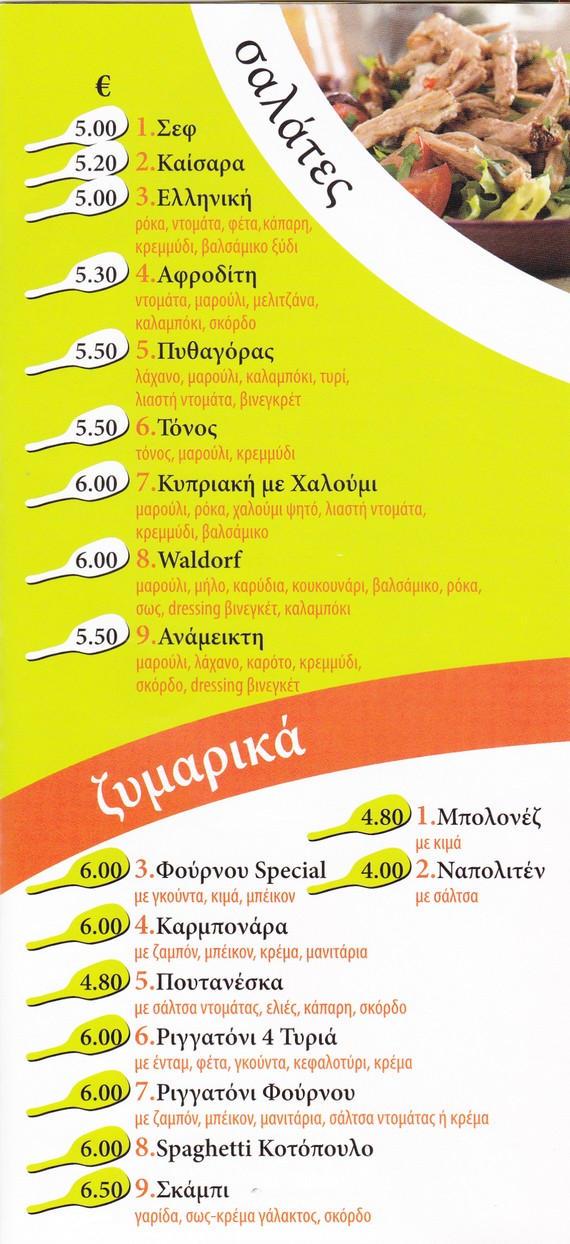 σαλάτες
€
5.00 1.Σεφ
5.20 2.Καίσαρα
5.00 3.Ελληνική
ρόκα, ντομάτα, φέτα,κάπαρη,
κρεμμύδι, βαλσάμικο ξύδι
5.30 4.Αφροδίτη
ντομάτα, μαρούλι, μελιτζάνα,
καλαμπόκι, σκόρδο
5.50 5.Πυθαγόρας
λάχανο, μαρούλι, καλαμπόκι, τυρί,
λιαστή ντομάτα, βινεγκρέτ
5.50 6.Τόνος
τόνος, μαρούλι, κρεμμύδι
6.00 7.Κυπριακή με Χαλούμι
μαρούλι, ρόκα, χαλούμι ψητό, λιαστή ντομάτα,
κρεμμύδι, βαλσάμικο
6.00 8.Waldorf
μαρούλι, μήλο, καρύδια, κουκουνάρι, βαλσάμικο, ρόκα,
σως, dressing βινεγκέτ, καλαμπόκι
5.50 9.Ανάμεικτη
μαρούλι, λάχανο, καρότο, κρεμμύδι,
σκόρδο, dressing βινεγκέτ
ζυμαρικά
4.80 1.Μπολονέζ
με κιμά
4.00 2.Ναπολιτέν
με σάλτσα
6.00 3.Φούρνου Special
με γκούντα, κιμά, μπέικον
6.00 4.Καρμπονάρα
με ζαμπόν, μπέικον, κρέμα, μανιτάρια
4.80 5.Πουτανέσκα
με σάλτσα ντομάτας, ελιές, κάπαρη, σκόρδο
6.00 6.Ριγγατόνι 4 Τυριά
με ένταμ, φέτα, γκούντα, κεφαλοτύρι, κρέμα
6.00 7.Ριγγατόνι Φούρνου
με ζαμπόν, μπέικον, μανιτάρια, σάλτσα ντομάτας ή κρέμα
6.00 8.Spaghetti Κοτόπουλο
6.50 9.Σκάμπι
γαρίδα, σως-κρέμα γάλακτος, σκόρδο